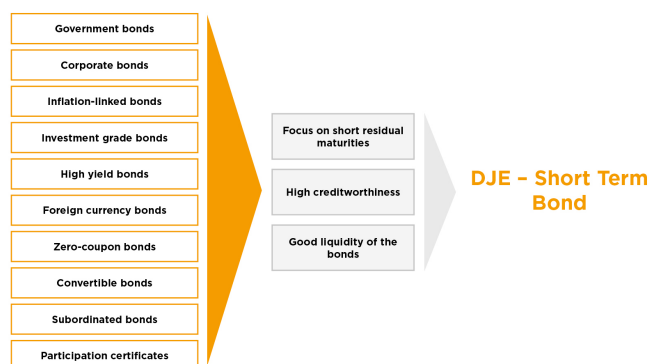 Government bonds
Corporate bonds
Inflation-linked bonds
Investment grade bonds
High yield bonds
Foreign currency bonds
Zero-coupon bonds
Convertible bonds
Subordinated bonds
Participation certificates
Focus on short residual
maturities
High creditworthiness
Good liquidity of the
bonds
DJE – Short Term
Bond